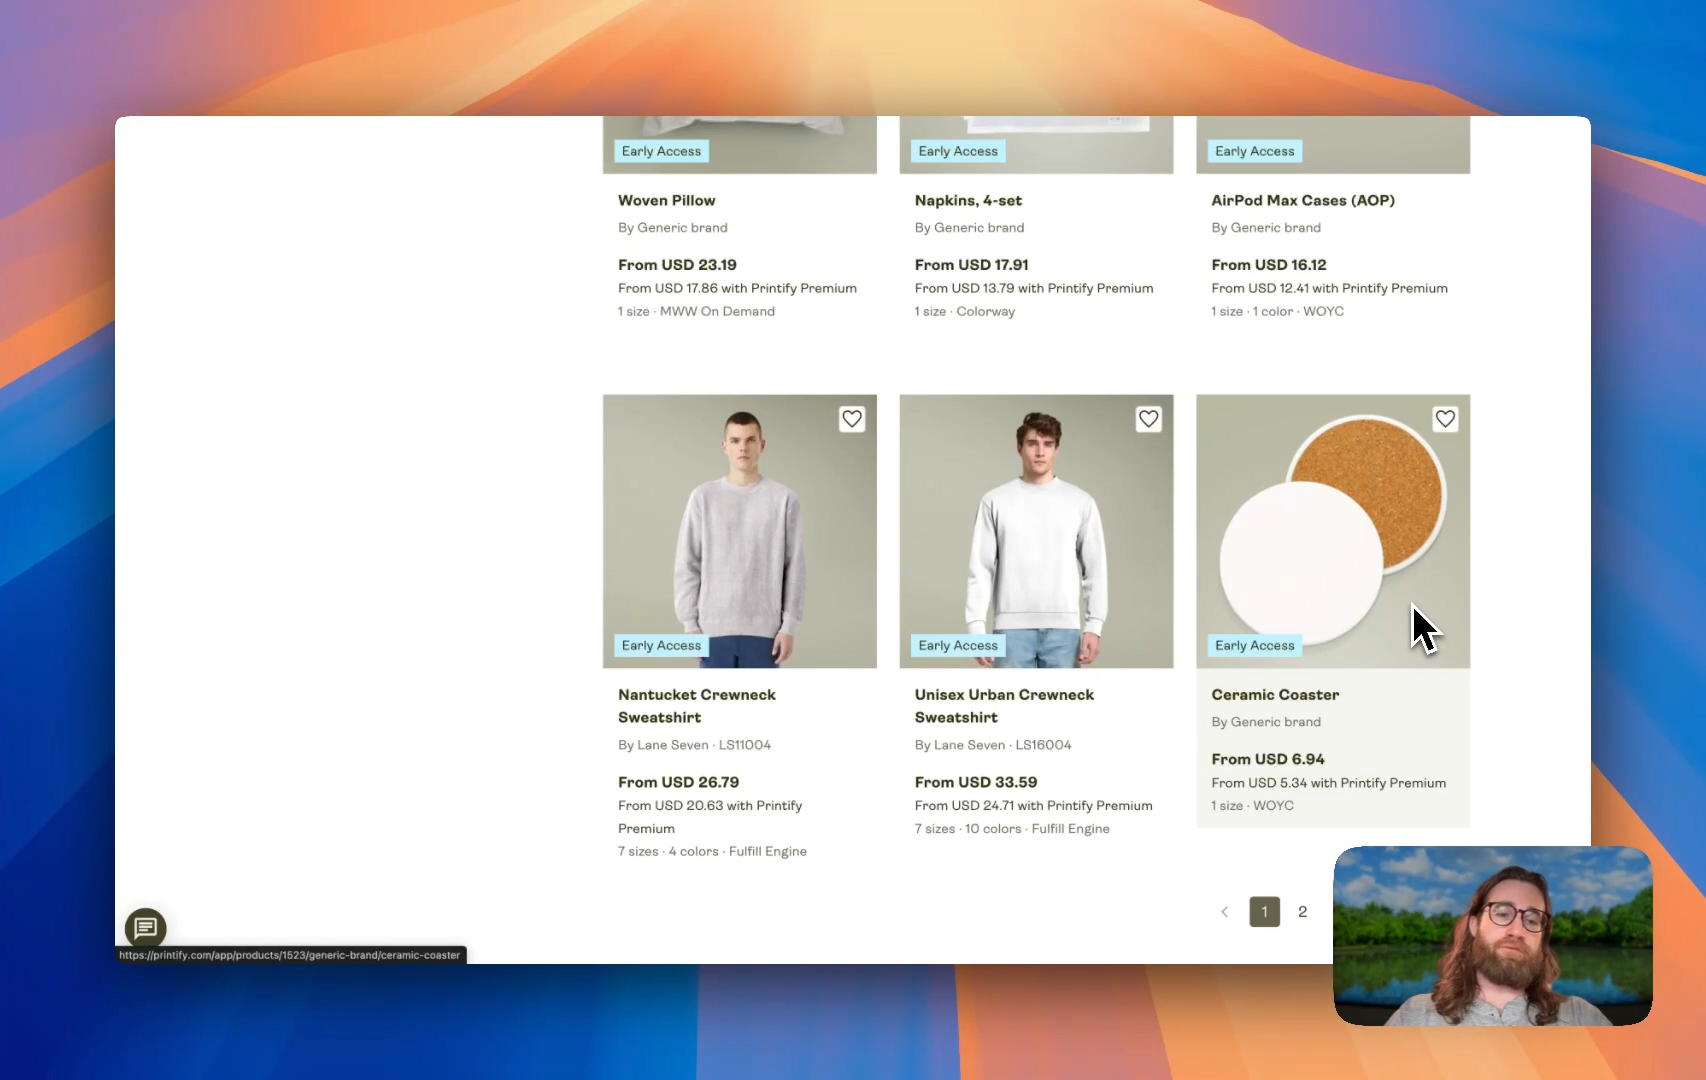 Early Access
Early Access
Early Access
Woven Pillow
By Generic brand
From USD 23.19
From USD 17.86 with Printify Premium
1 size · MWW On Demand
Napkins, 4-set
By Generic brand
From USD 17.91
From USD 13.79 with Printify Premium
1 size · Colorway
AirPod Max Cases (AOP)
By Generic brand
From USD 16.12
From USD 12.41 with Printify Premium
1 size · 1 color · WOYC
Early Access
Early Access
Early Access
Nantucket Crewneck
Sweatshirt
By Lane Seven · LS11004
From USD 26.79
From USD 20.63 with Printify
Premium
7 sizes · 4 colors · Fulfill Engine
Unisex Urban Crewneck
Sweatshirt
By Lane Seven · LS16004
From USD 33.59
From USD 24.71 with Printify Premium
7 sizes · 10 colors · Fulfill Engine
Ceramic Coaster
By Generic brand
From USD 6.94
From USD 5.34 with Printify Premium
1 size · WOYC
1 2
https://printify.com/app/products/1523/generic-brand/ceramic-coaster